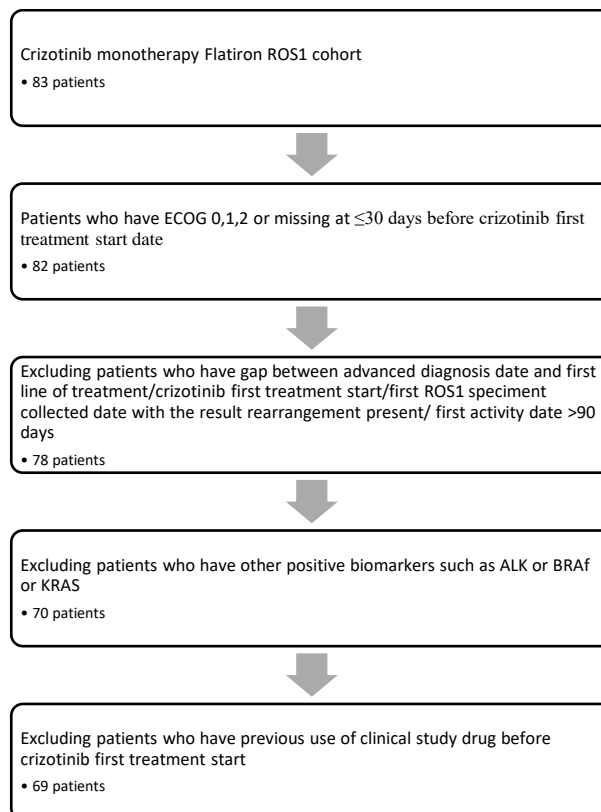 Crizotinib monotherapy Flatiron ROS1 cohort
• 83 patients
Patients who have ECOG 0,1,2 or missing at ≤30 days before crizotinib first
treatment start date
• 82 patients
Excluding patients who have gap between advanced diagnosis date and first
line of treatment/crizotinib first treatment start/first ROS1 speciment
collected date with the result rearrangement present/ first activity date >90
days
• 78 patients
Excluding patients who have other positive biomarkers such as ALK or BRAf
or KRAS
• 70 patients
Excluding patients who have previous use of clinical study drug before
crizotinib first treatment start
• 69 patients